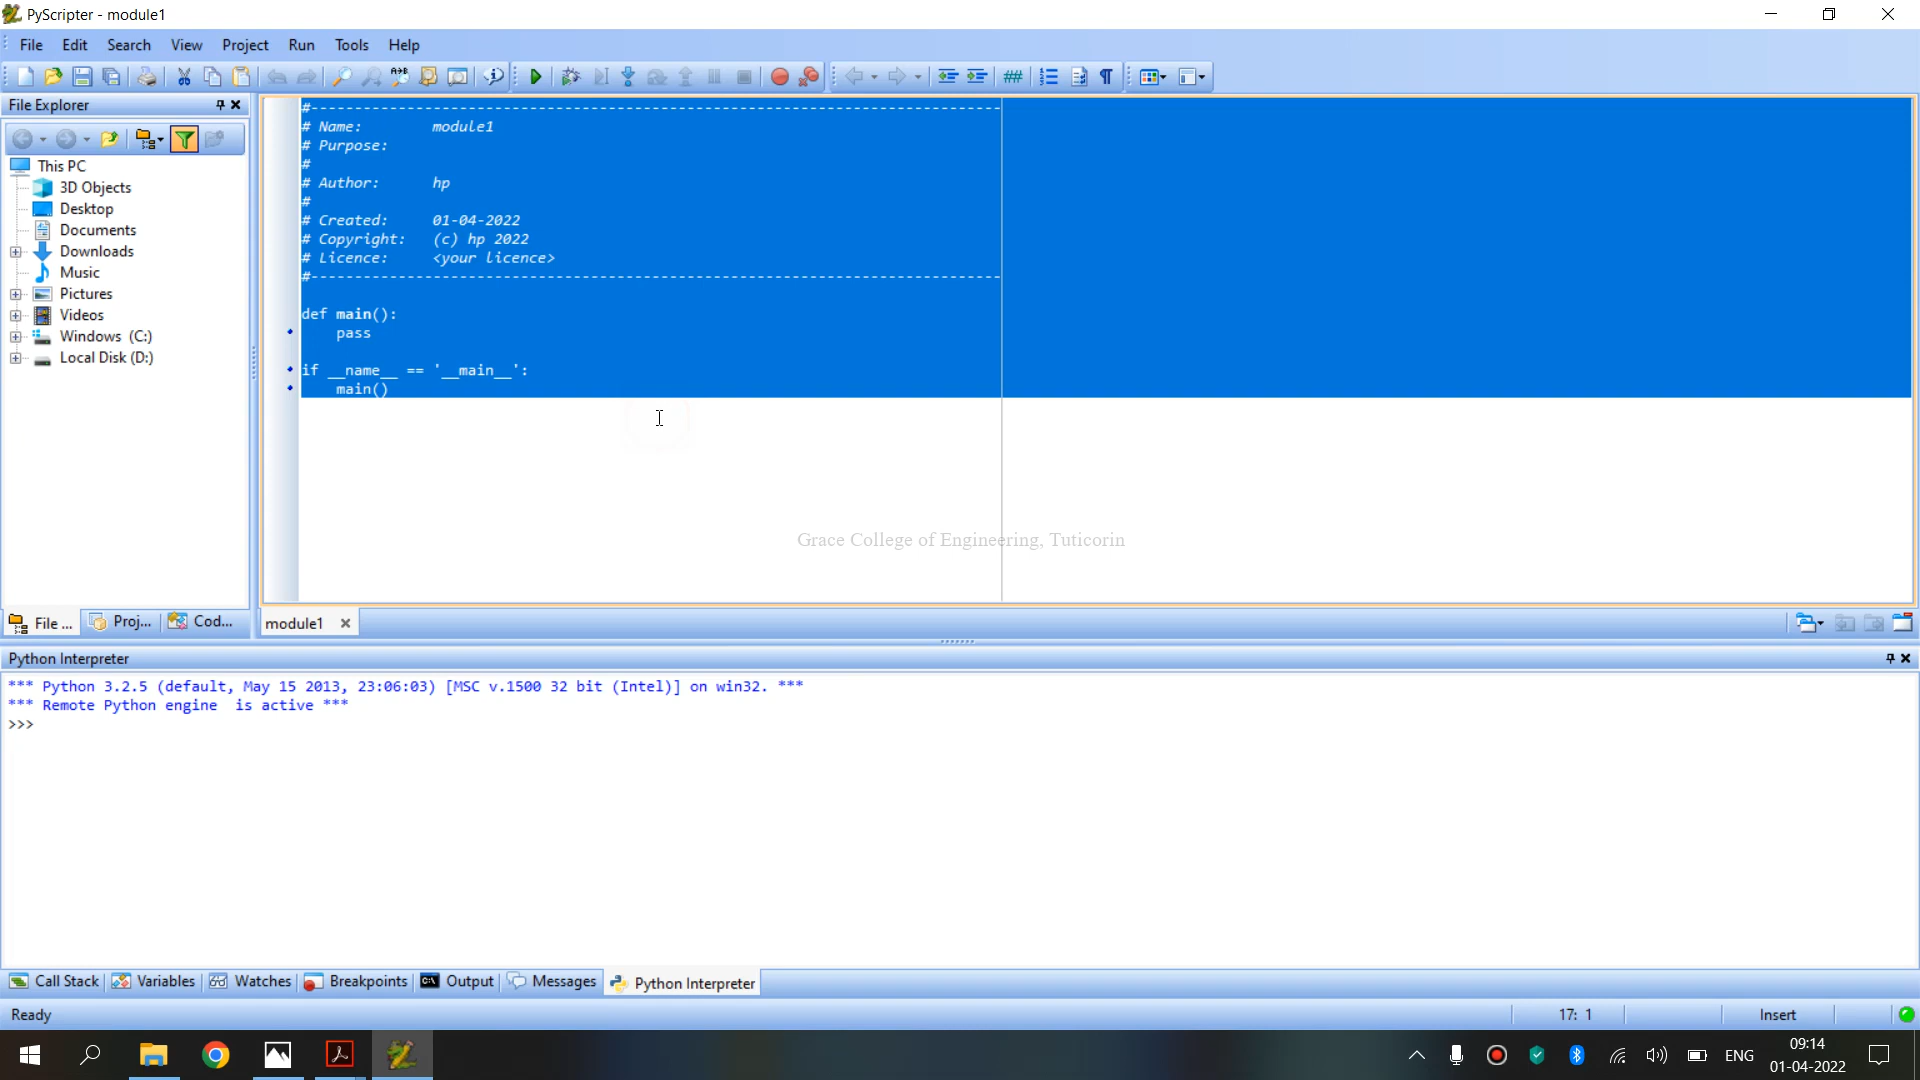 PyScripter - module1
File Edit Search View Project Run Tools Help
File Explorer
This PC
3D Objects
Desktop
Documents
Downloads
Music
Pictures
Videos
Windows (C:)
Local Disk (D:)
File ... Proj... Cod...
#-------------------------------------------------------------------------------
# Name:        module1
# Purpose:
#
# Author:      hp
#
# Created:     01-04-2022
# Copyright:   (c) hp 2022
# Licence:     <your licence>
#-------------------------------------------------------------------------------
def main():
    pass
if __name__ == '__main__':
    main()
Grace College of Engineering, Tuticorin
module1
Python Interpreter
*** Python 3.2.5 (default, May 15 2013, 23:06:03) [MSC v.1500 32 bit (Intel)] on win32. ***
*** Remote Python engine  is active ***
>>>
Call Stack Variables Watches Breakpoints Output Messages Python Interpreter
Ready 17: 1 Insert
ENG 09:14
01-04-2022